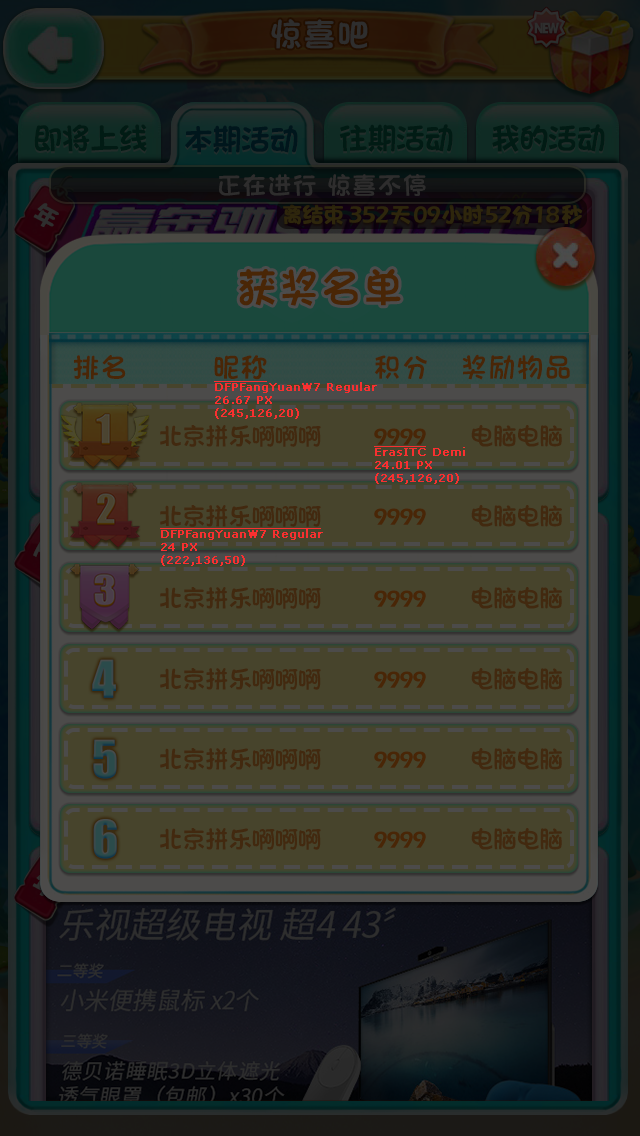 惊喜吧
NEW
即将上线 本期活动 往期活动 我的活动
正在进行 惊喜不停
年
离结束 352天09小时52分18秒
获奖名单
排名 昵称 积分 奖励物品
DFPFangYuanW7 Regular
26.67 PX
(245,126,20)
1 北京拼乐啊啊啊 9999 电脑电脑
ErasITC Demi
24.01 PX
(245,126,20)
2 北京拼乐啊啊啊 9999 电脑电脑
DFPFangYuanW7 Regular
24 PX
(222,136,50)
3 北京拼乐啊啊啊 9999 电脑电脑
4 北京拼乐啊啊啊 9999 电脑电脑
5 北京拼乐啊啊啊 9999 电脑电脑
6 北京拼乐啊啊啊 9999 电脑电脑
乐视超级电视 超4 43″
二等奖
小米便携鼠标 x2个
三等奖
德贝诺睡眠3D立体遮光
透气眼罩（包邮）x30个